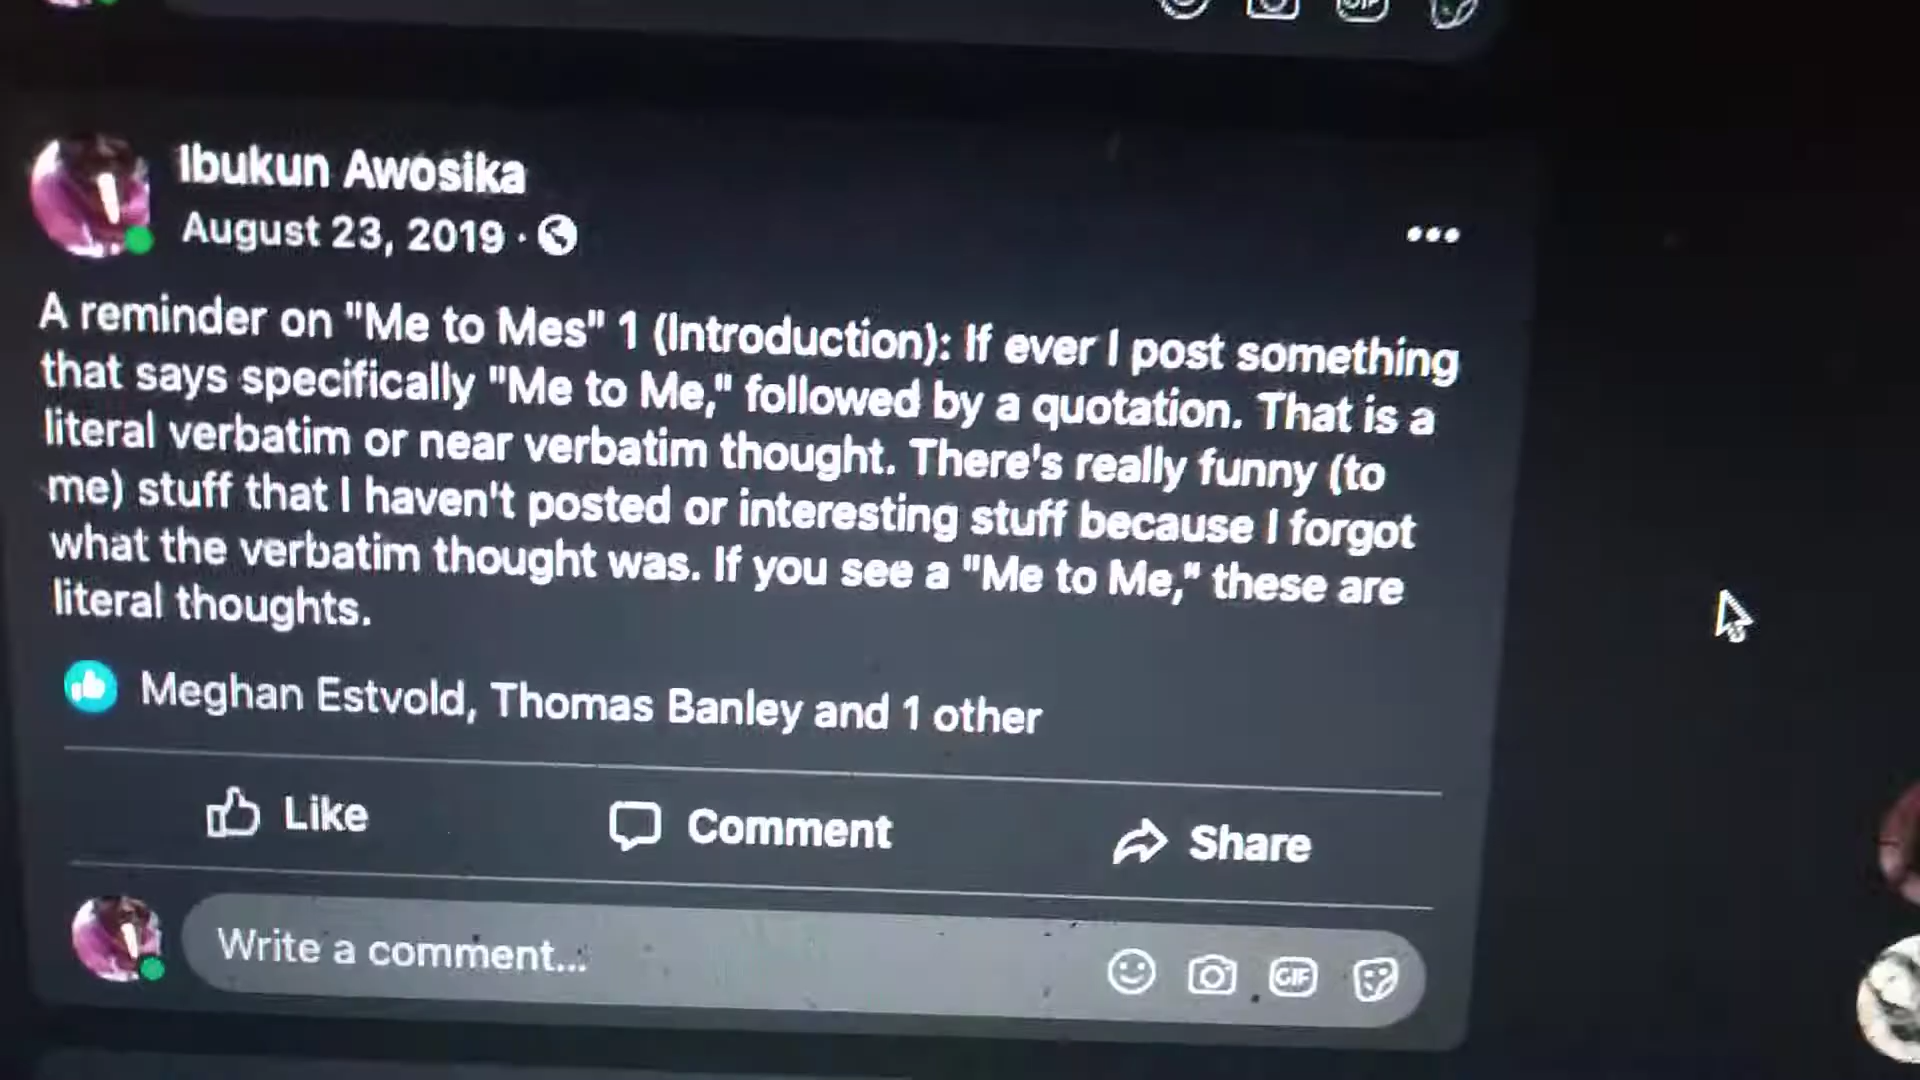 Ibukun Awosika
August 23, 2019 ·
A reminder on "Me to Mes" 1 (Introduction): If ever I post something
that says specifically "Me to Me," followed by a quotation. That is a
literal verbatim or near verbatim thought. There's really funny (to
me) stuff that I haven't posted or interesting stuff because I forgot
what the verbatim thought was. If you see a "Me to Me," these are
literal thoughts.
Meghan Estvold, Thomas Banley and 1 other
Like Comment Share
Write a comment...
GIF